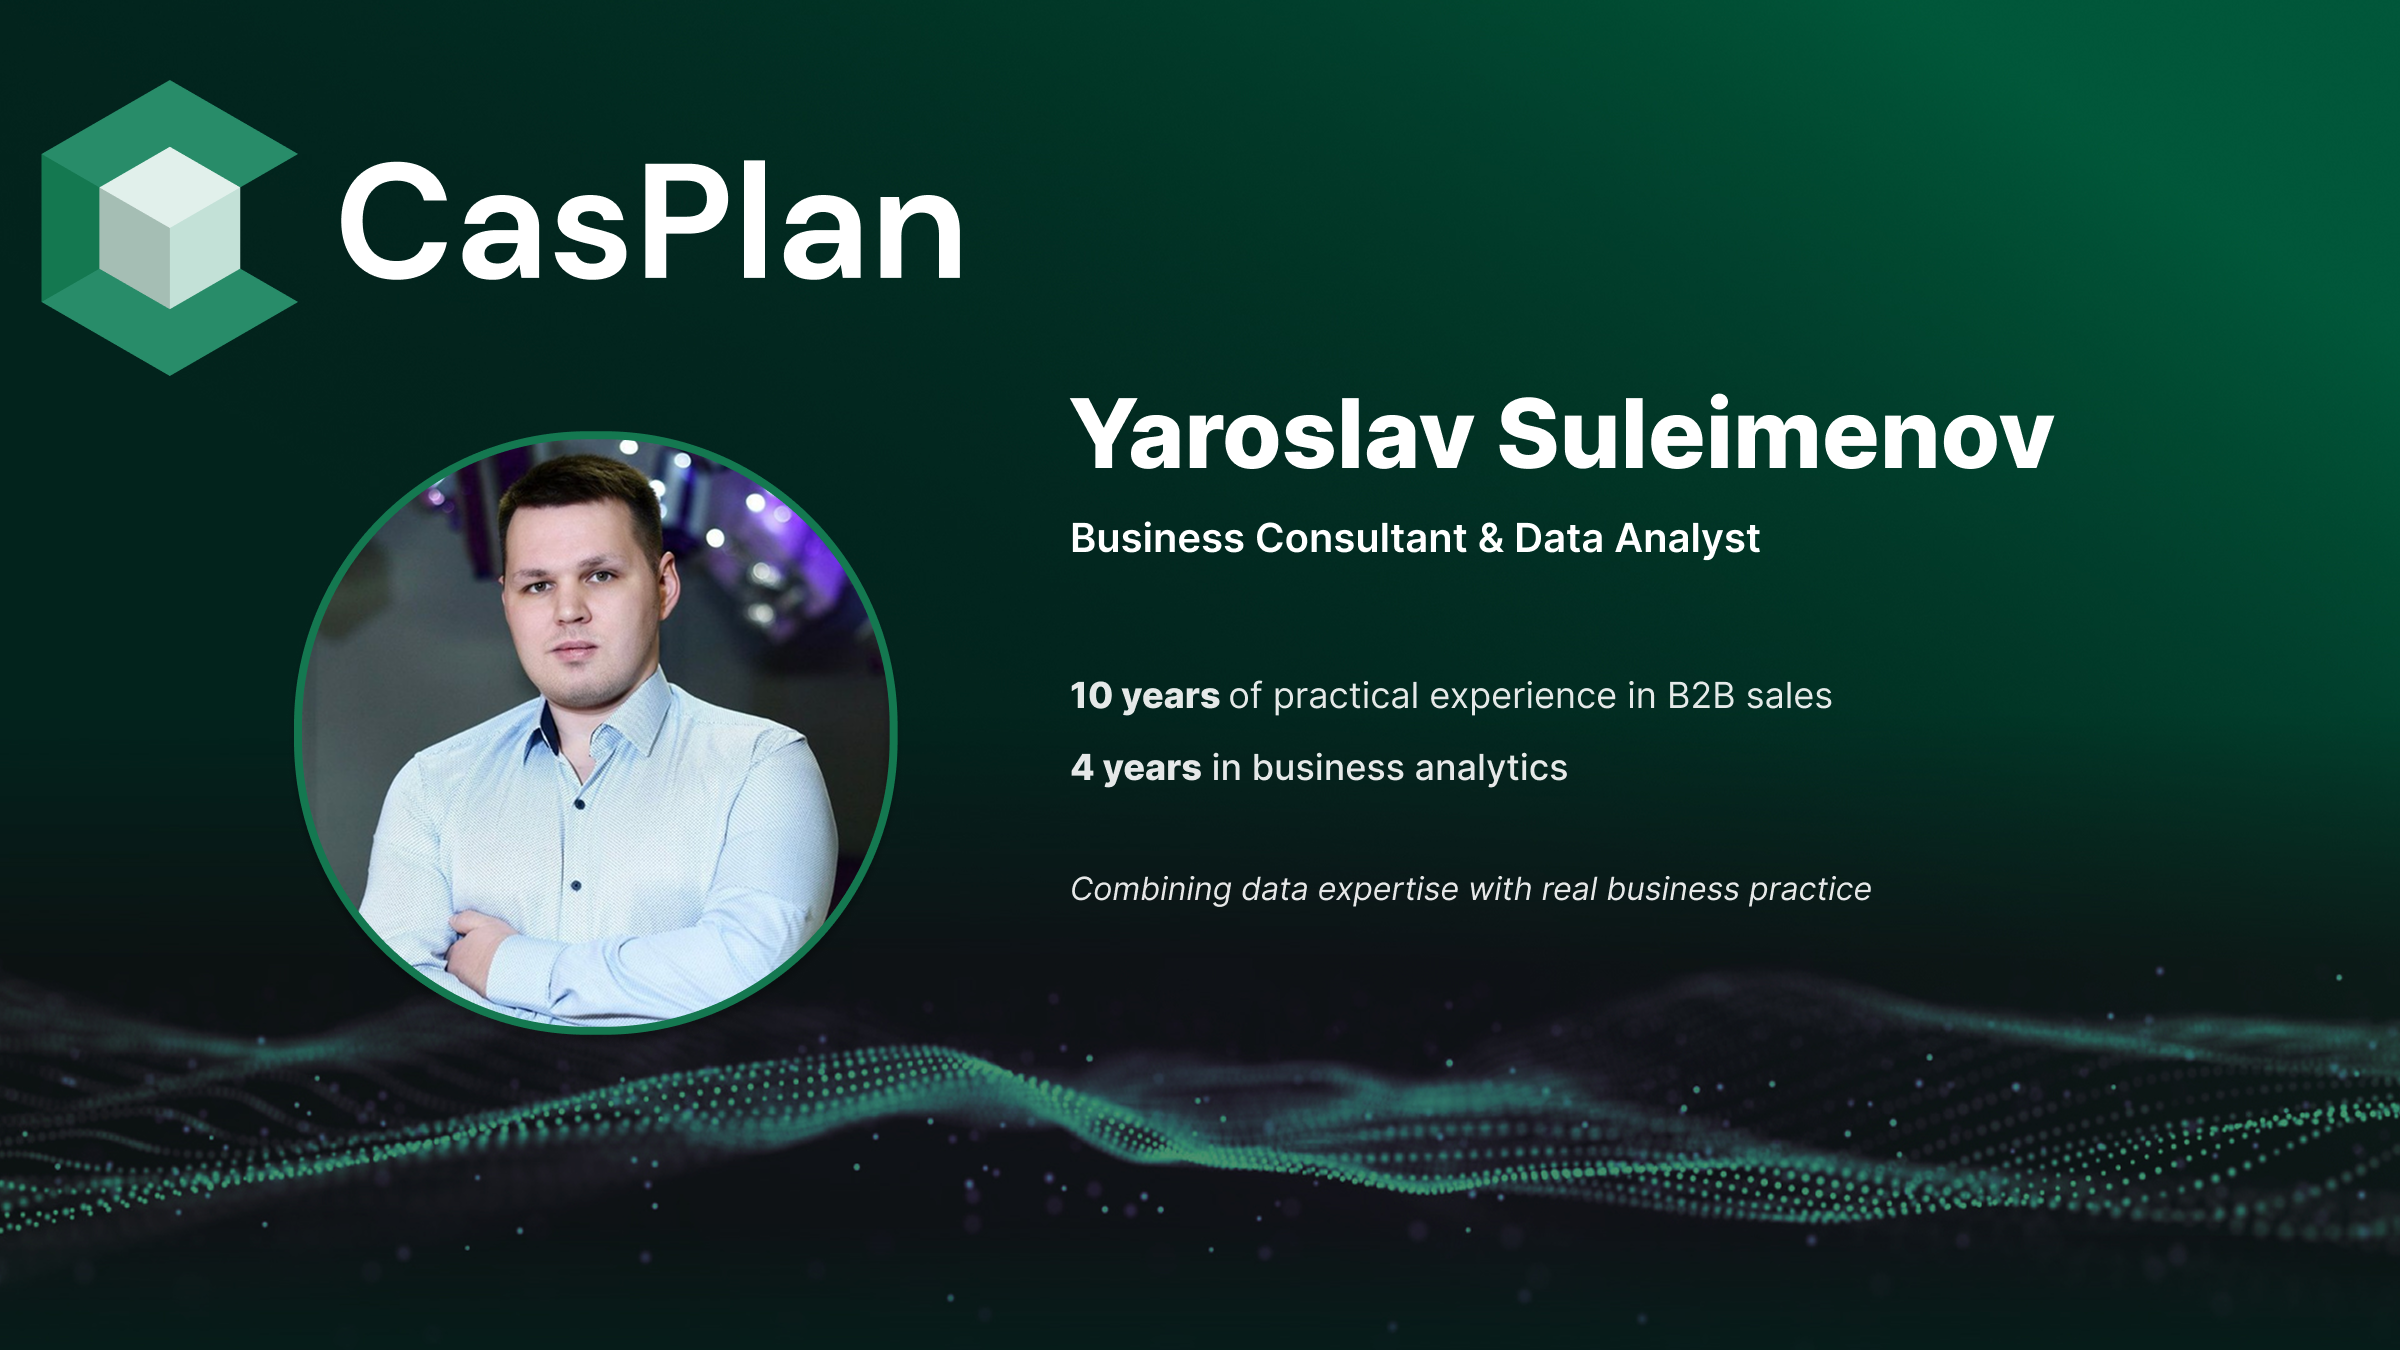 CasPlan
Yaroslav Suleimenov
Business Consultant & Data Analyst
10 years of practical experience in B2B sales
4 years in business analytics
Combining data expertise with real business practice